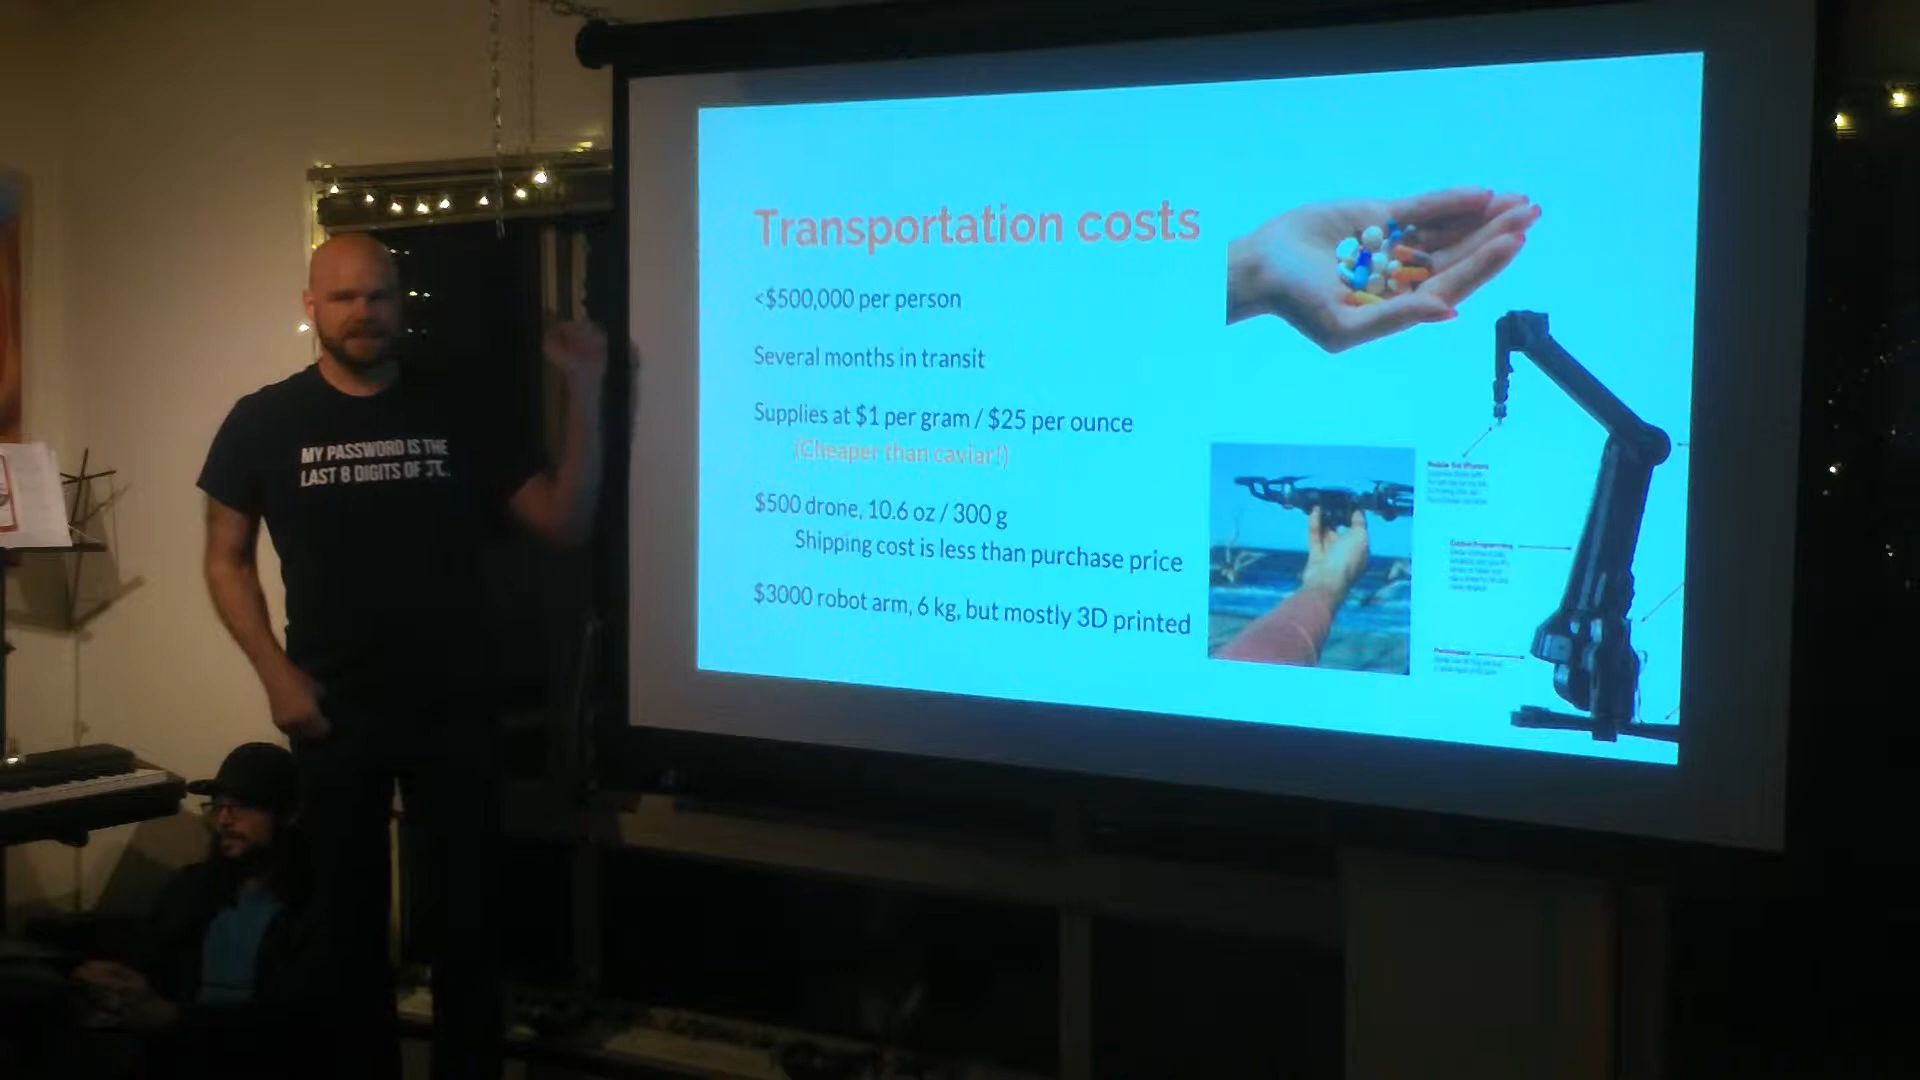 MY PASSWORD IS THE
LAST 8 DIGITS OF π.
Transportation costs
<$500,000 per person
Several months in transit
Supplies at $1 per gram / $25 per ounce
(Cheaper than caviar!)
$500 drone, 10.6 oz / 300 g
Shipping cost is less than purchase price
$3000 robot arm, 6 kg, but mostly 3D printed